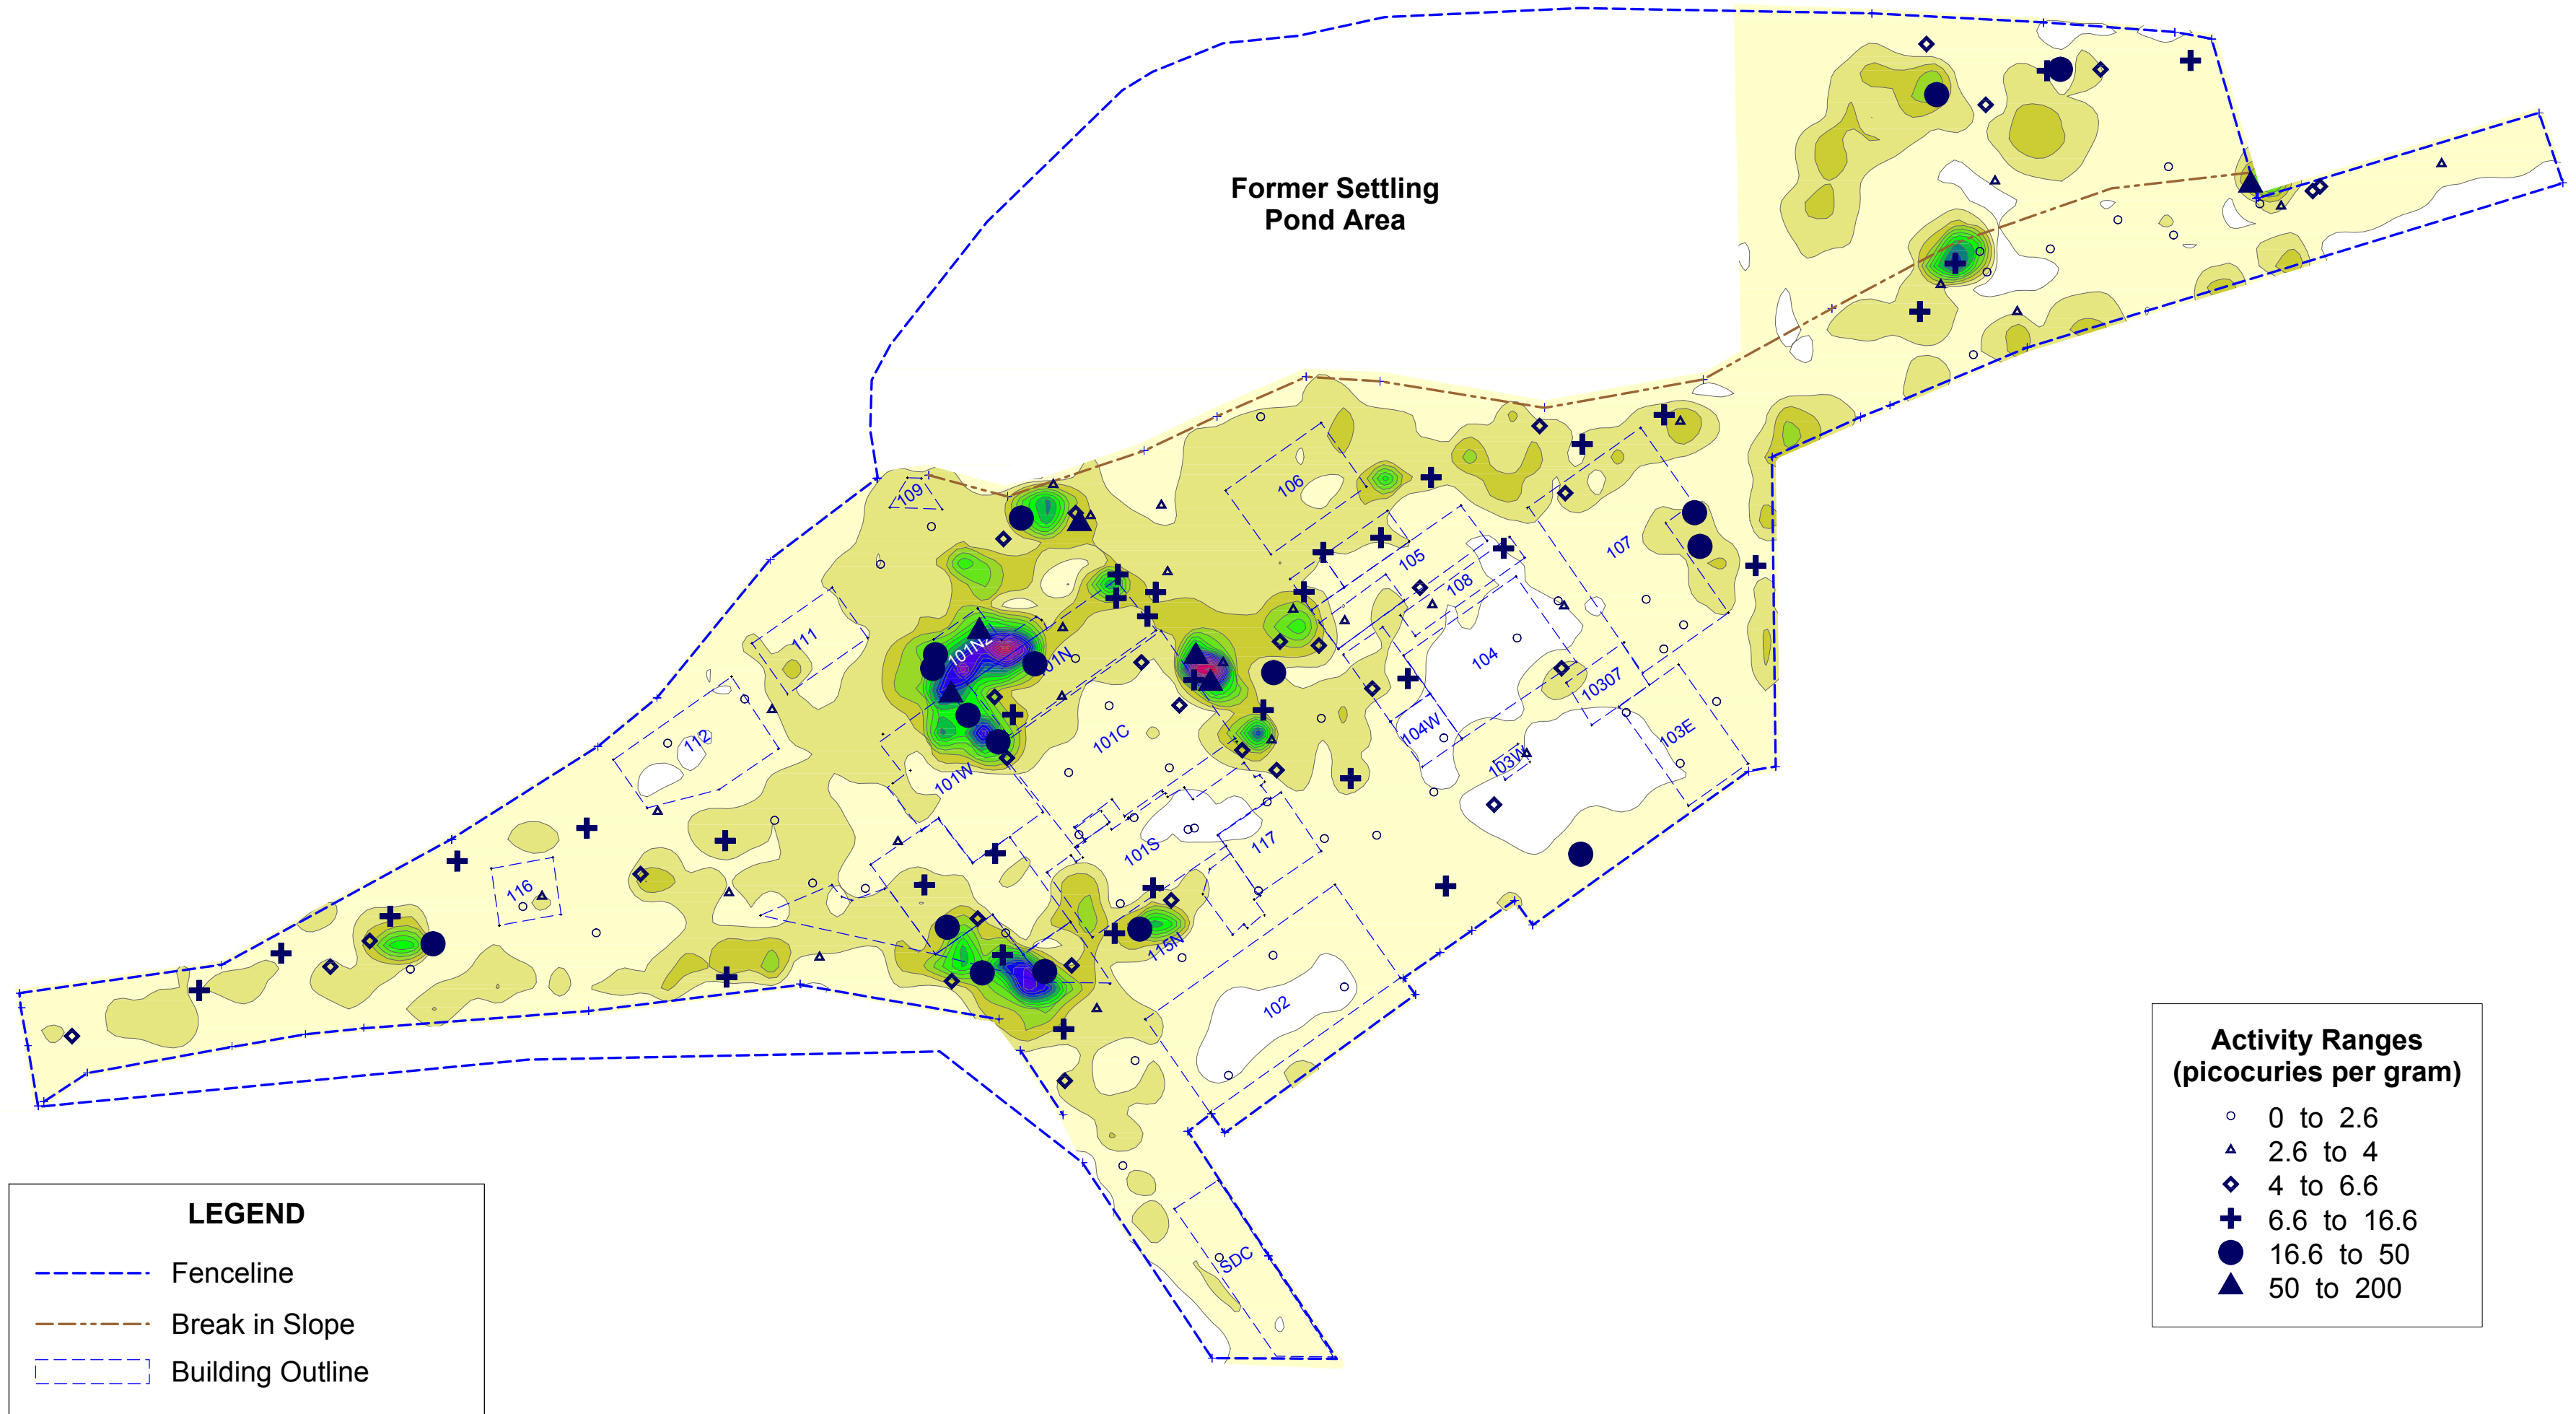 Former Settling
Pond Area
109
106
107
105
108
111
101N2
101N
104
10307
112
101C
104W
103W
103E
101W
101S
117
116
115N
102
SDC
LEGEND
Fenceline
Break in Slope
Building Outline
Activity Ranges
(picocuries per gram)
0 to 2.6
2.6 to 4
4 to 6.6
6.6 to 16.6
16.6 to 50
50 to 200